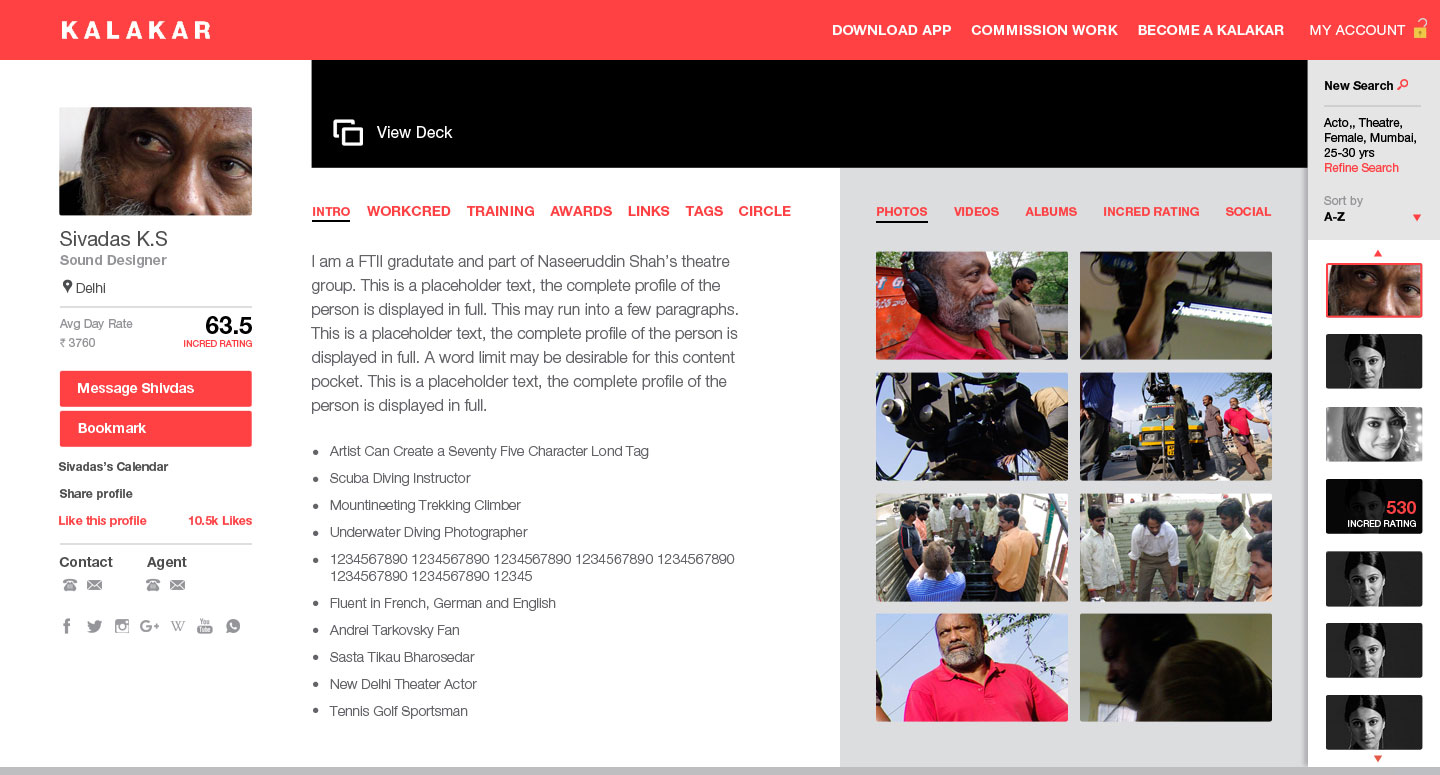 KALAKAR
DOWNLOAD APP COMMISSION WORK BECOME A KALAKAR MY ACCOUNT
Sivadas K.S
Sound Designer
Delhi
Avg Day Rate
₹ 3760
63.5
INCRED RATING
Message Shivdas
Bookmark
Sivadas's Calendar
Share profile
Like this profile 10.5k Likes
Contact Agent
View Deck
INTRO WORKCRED TRAINING AWARDS LINKS TAGS CIRCLE
I am a FTII gradutate and part of Naseeruddin Shah's theatre
group. This is a placeholder text, the complete profile of the
person is displayed in full. This may run into a few paragraphs.
This is a placeholder text, the complete profile of the person is
displayed in full. A word limit may be desirable for this content
pocket. This is a placeholder text, the complete profile of the
person is displayed in full.
• Artist Can Create a Seventy Five Character Lond Tag
• Scuba Diving Instructor
• Mountineeting Trekking Climber
• Underwater Diving Photographer
• 1234567890 1234567890 1234567890 1234567890 1234567890
1234567890 1234567890 12345
• Fluent in French, German and English
• Andrei Tarkovsky Fan
• Sasta Tikau Bharosedar
• New Delhi Theater Actor
• Tennis Golf Sportsman
PHOTOS VIDEOS ALBUMS INCRED RATING SOCIAL
New Search
Acto,, Theatre,
Female, Mumbai,
25-30 yrs
Refine Search
Sort by
A-Z
530
INCRED RATING